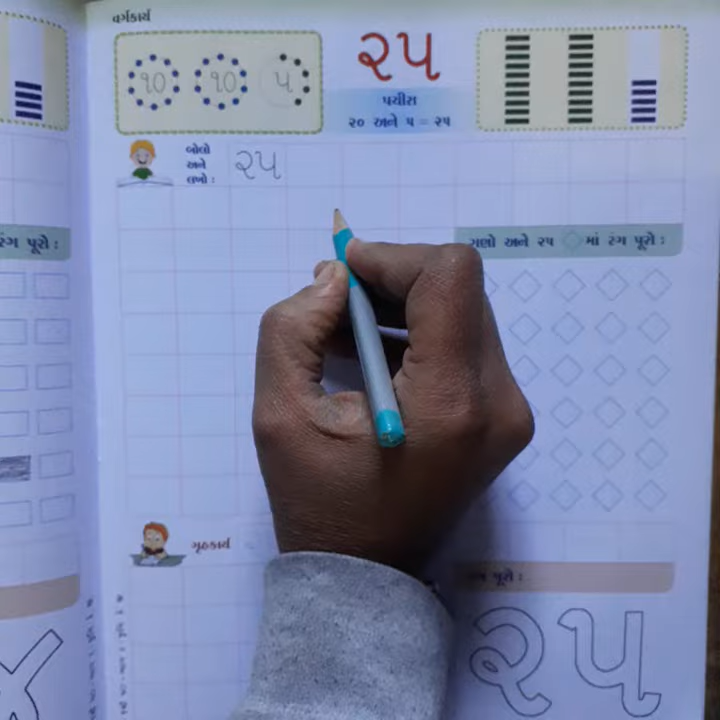 વર્ગકાર્ય
૧૦ ૧૦ ૫
૨૫
પચીસ
૨૦ અને ૫ = ૨૫
બોલો
અને
લખો :
૨૫
રંગ પૂરો :
ગણો અને ૨૫ માં રંગ પૂરો :
ગૃહકાર્ય
પૂરો :
૨૫